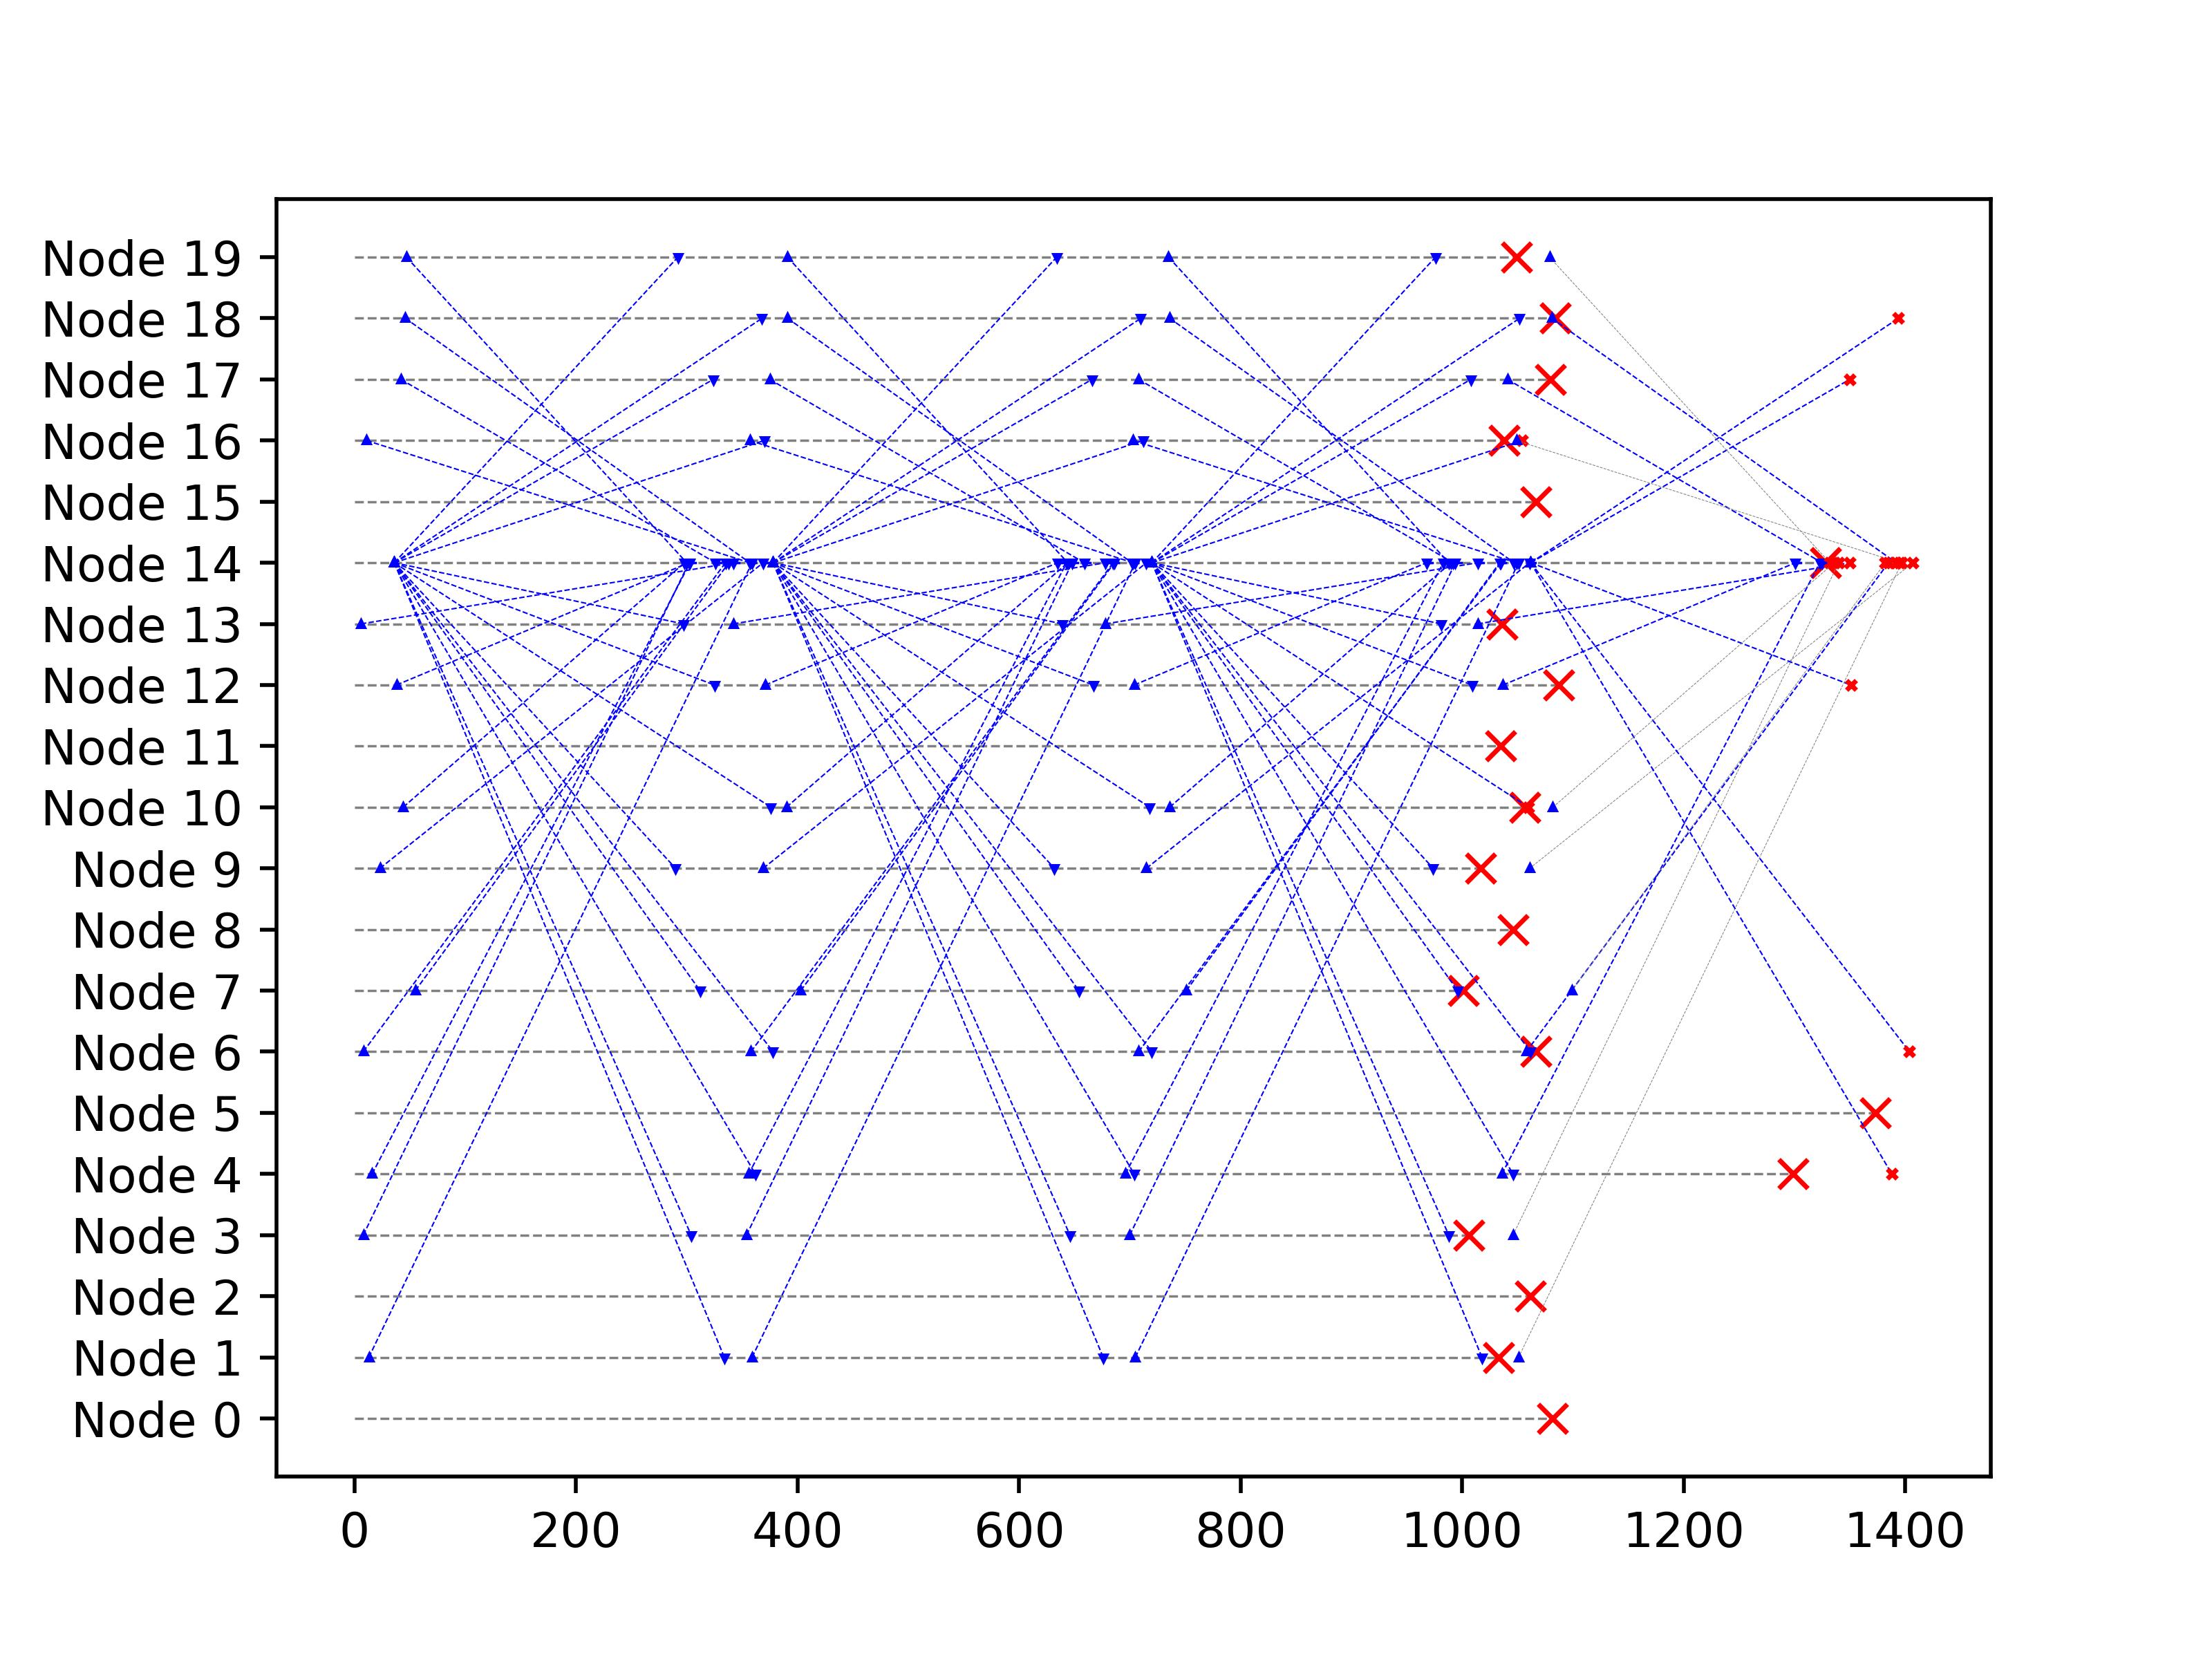 Node 19
Node 18
Node 17
Node 16
Node 15
Node 14
Node 13
Node 12
Node 11
Node 10
Node 9
Node 8
Node 7
Node 6
Node 5
Node 4
Node 3
Node 2
Node 1
Node 0
0 200 400 600 800 1000 1200 1400